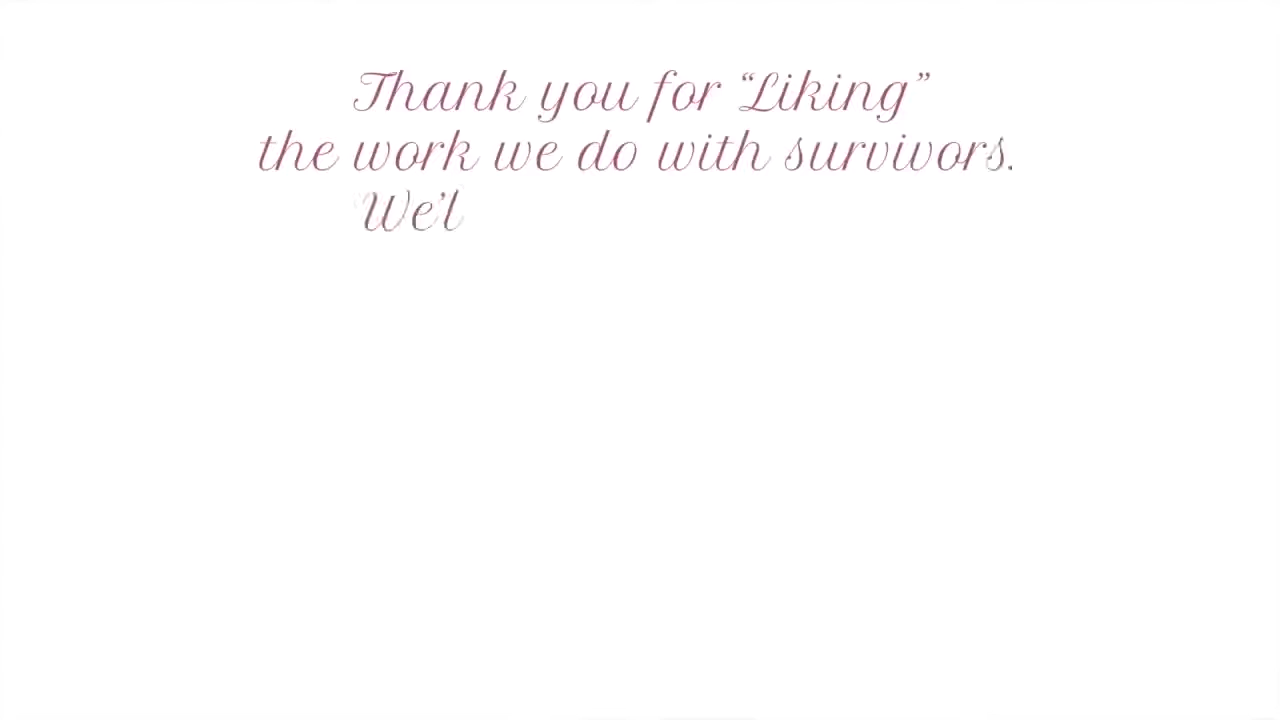 Thank you for “Liking”
the work we do with survivors.
We’l